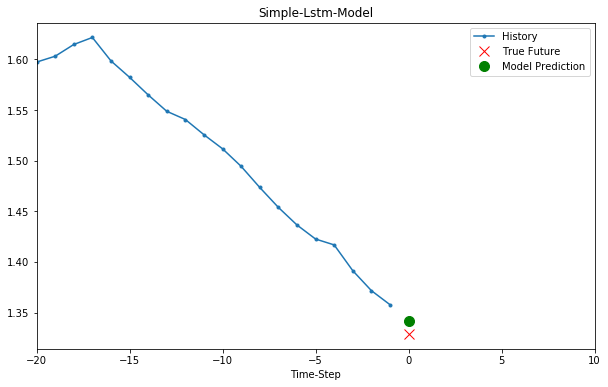 Simple-Lstm-Model
History
True Future
Model Prediction
1.60
1.55
1.50
1.45
1.40
1.35
−20
−15
−10
−5
0
5
10
Time-Step